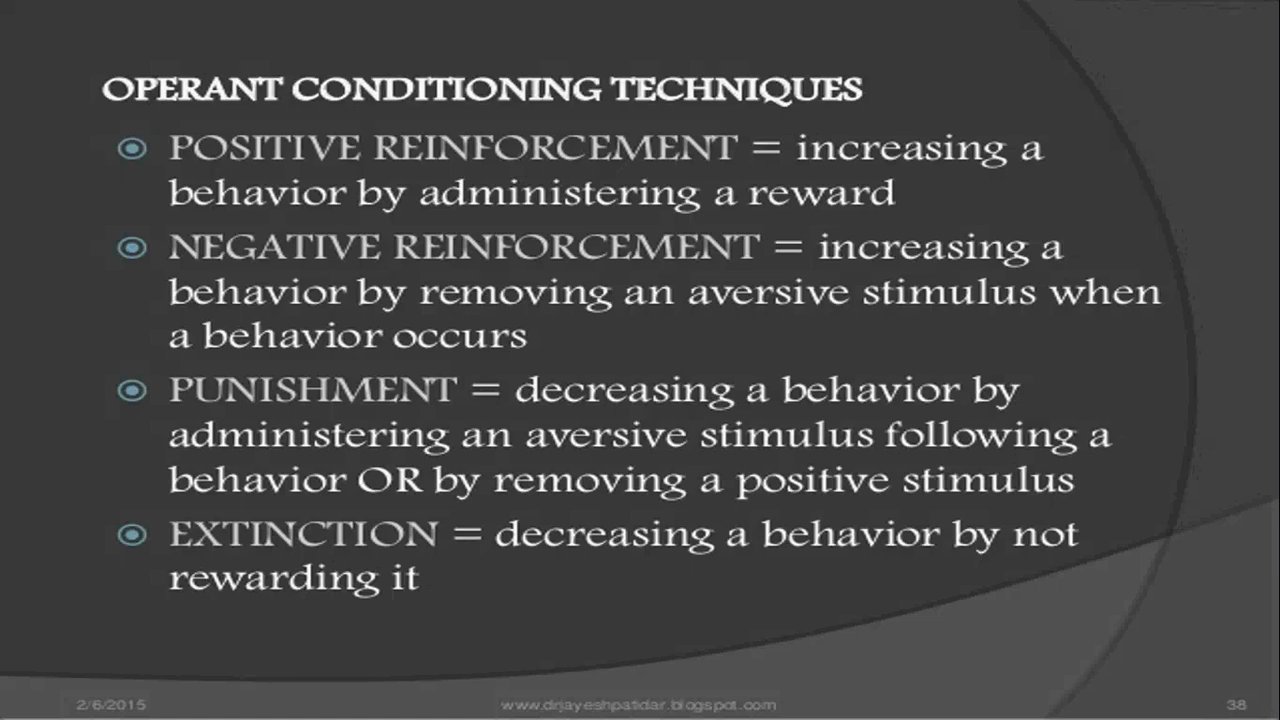 OPERANT CONDITIONING TECHNIQUES
POSITIVE REINFORCEMENT = increasing a
behavior by administering a reward
NEGATIVE REINFORCEMENT = increasing a
behavior by removing an aversive stimulus when
a behavior occurs
PUNISHMENT = decreasing a behavior by
administering an aversive stimulus following a
behavior OR by removing a positive stimulus
EXTINCTION = decreasing a behavior by not
rewarding it
2/6/2015 www.drjayeshpatidar.blogspot.com 38